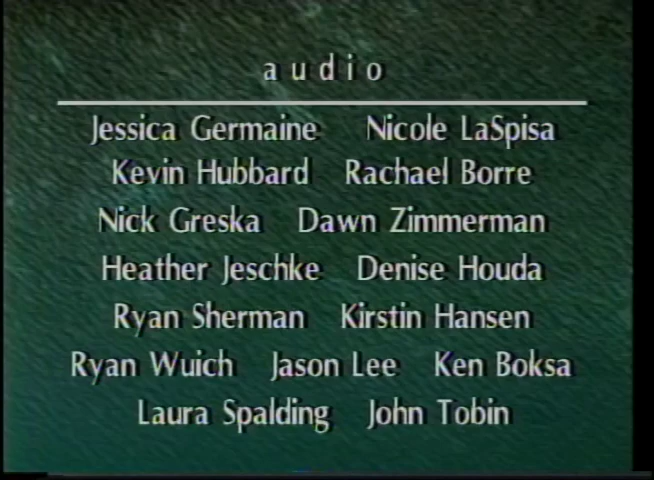 audio
Jessica Germaine Nicole LaSpisa
Kevin Hubbard Rachael Borre
Nick Greska Dawn Zimmerman
Heather Jeschke Denise Houda
Ryan Sherman Kirstin Hansen
Ryan Wuich Jason Lee Ken Boksa
Laura Spalding John Tobin